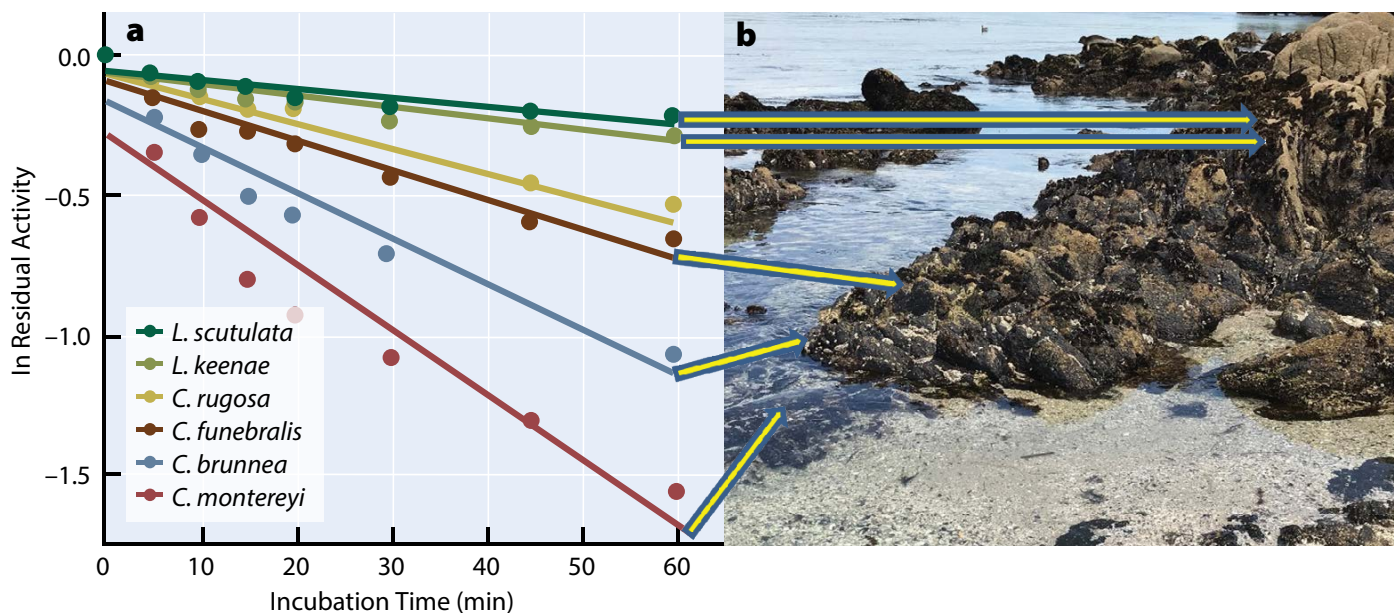 a
b
0.0
−0.5
−1.0
−1.5
ln Residual Activity
L. scutulata
L. keenae
C. rugosa
C. funebralis
C. brunnea
C. montereyi
0 10 20 30 40 50 60
Incubation Time (min)